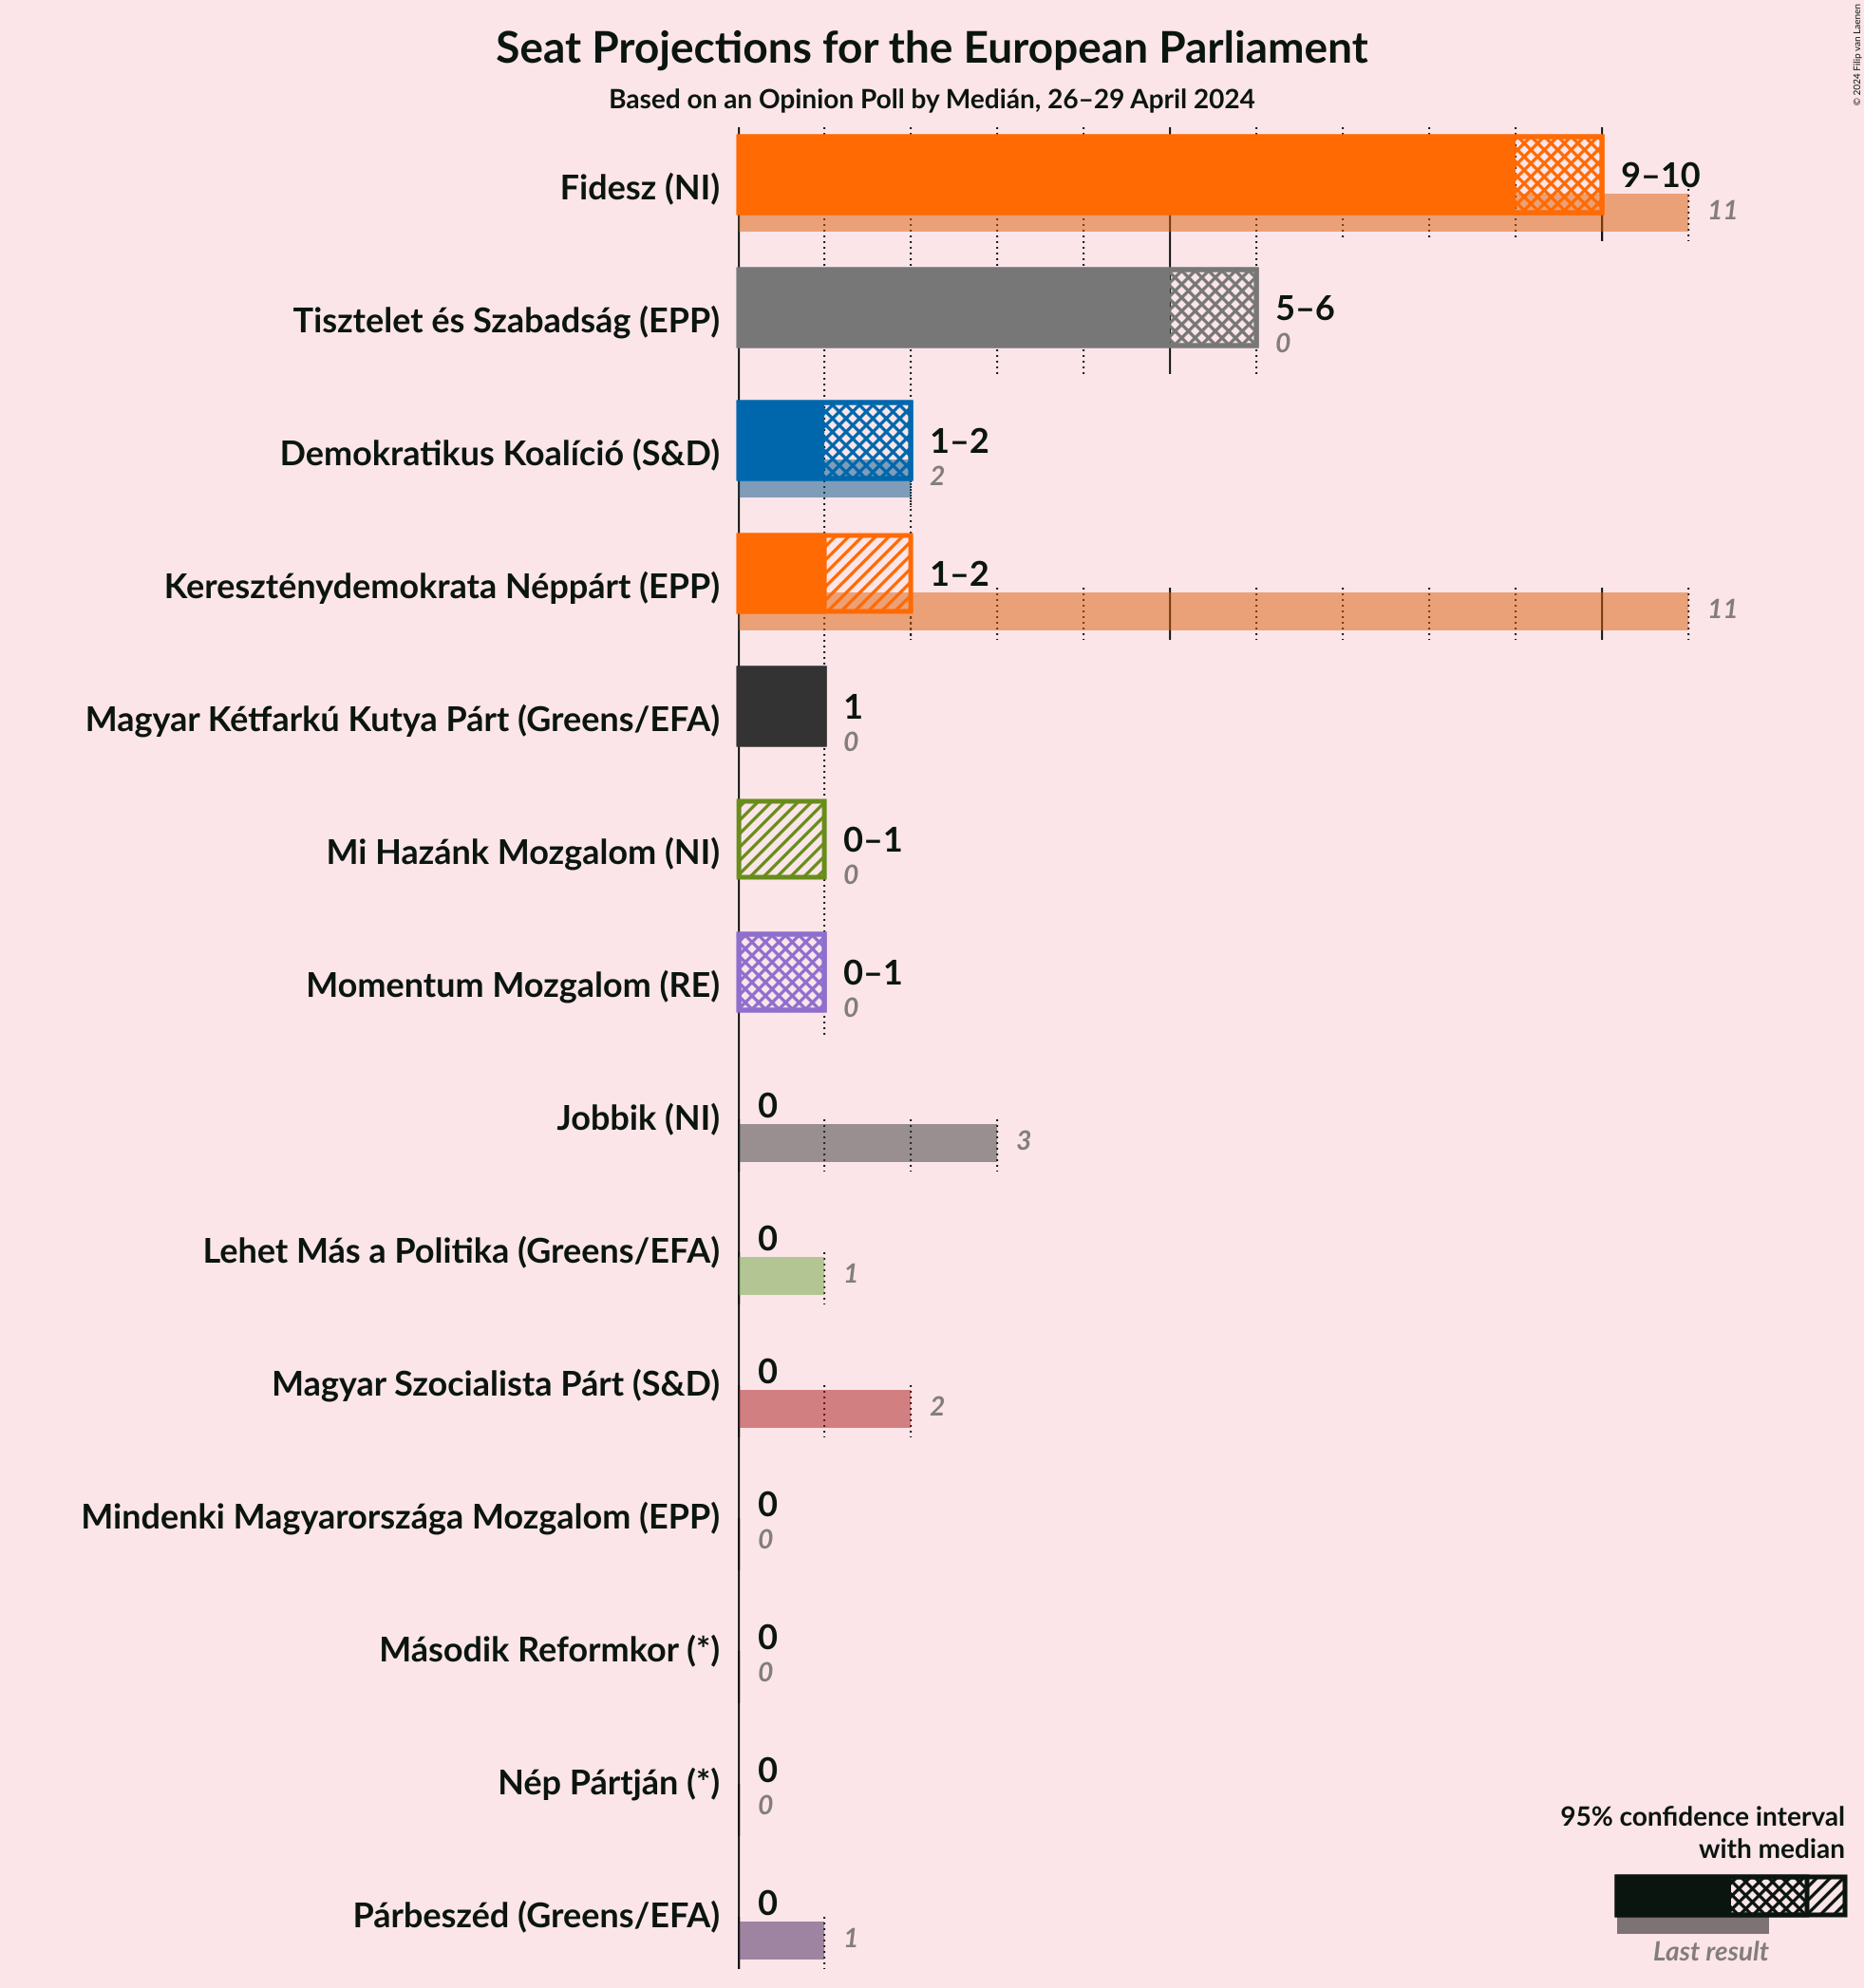 Seat Projections for the European Parliament
Based on an Opinion Poll by Medián, 26–29 April 2024
© 2024 Filip van Laenen
Fidesz (NI)
9–10
11
Tisztelet és Szabadság (EPP)
5–6
0
Demokratikus Koalíció (S&D)
1–2
2
Kereszténydemokrata Néppárt (EPP)
1–2
11
Magyar Kétfarkú Kutya Párt (Greens/EFA)
1
0
Mi Hazánk Mozgalom (NI)
0–1
0
Momentum Mozgalom (RE)
0–1
0
Jobbik (NI)
0
3
Lehet Más a Politika (Greens/EFA)
0
1
Magyar Szocialista Párt (S&D)
0
2
Mindenki Magyarországa Mozgalom (EPP)
0
0
Második Reformkor (*)
0
0
Nép Pártján (*)
0
0
Párbeszéd (Greens/EFA)
0
1
95% confidence interval
with median
Last result